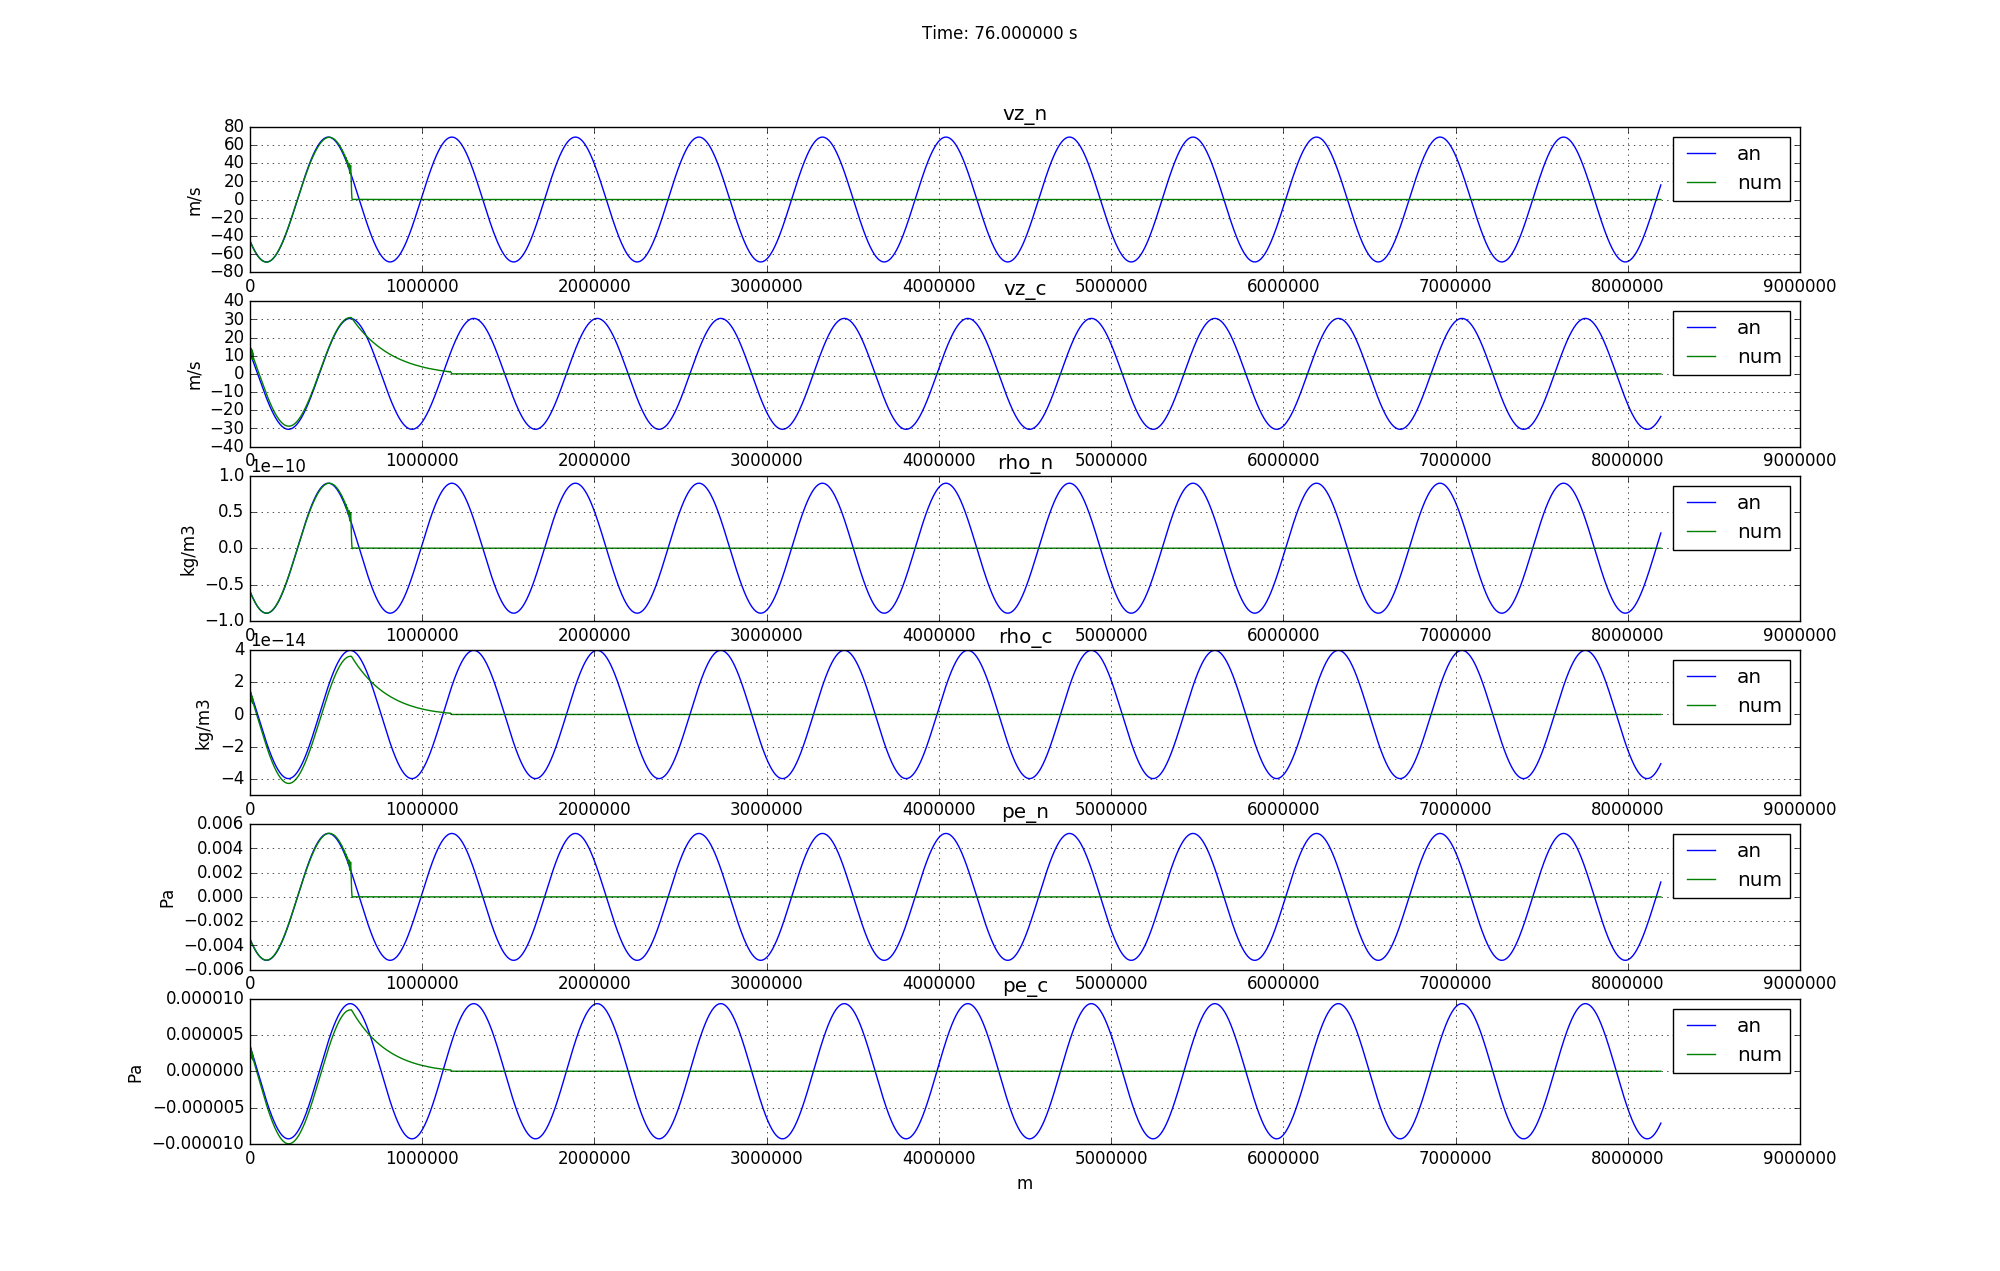 Time: 76.000000 s
vz_n
80
60
40
20
0
−20
−40
−60
−80
m/s
an
num
0 1000000 2000000 3000000 4000000 5000000 6000000 7000000 8000000 9000000
vz_c
40
30
20
10
0
−10
−20
−30
−40
m/s
an
num
0 1000000 2000000 3000000 4000000 5000000 6000000 7000000 8000000 9000000
1e−10
rho_n
1.0
0.5
0.0
−0.5
−1.0
kg/m3
an
num
0 1000000 2000000 3000000 4000000 5000000 6000000 7000000 8000000 9000000
1e−14
rho_c
4
2
0
−2
−4
kg/m3
an
num
0 1000000 2000000 3000000 4000000 5000000 6000000 7000000 8000000 9000000
pe_n
0.006
0.004
0.002
0.000
−0.002
−0.004
−0.006
Pa
an
num
0 1000000 2000000 3000000 4000000 5000000 6000000 7000000 8000000 9000000
pe_c
0.000010
0.000005
0.000000
−0.000005
−0.000010
Pa
an
num
0 1000000 2000000 3000000 4000000 5000000 6000000 7000000 8000000 9000000
m